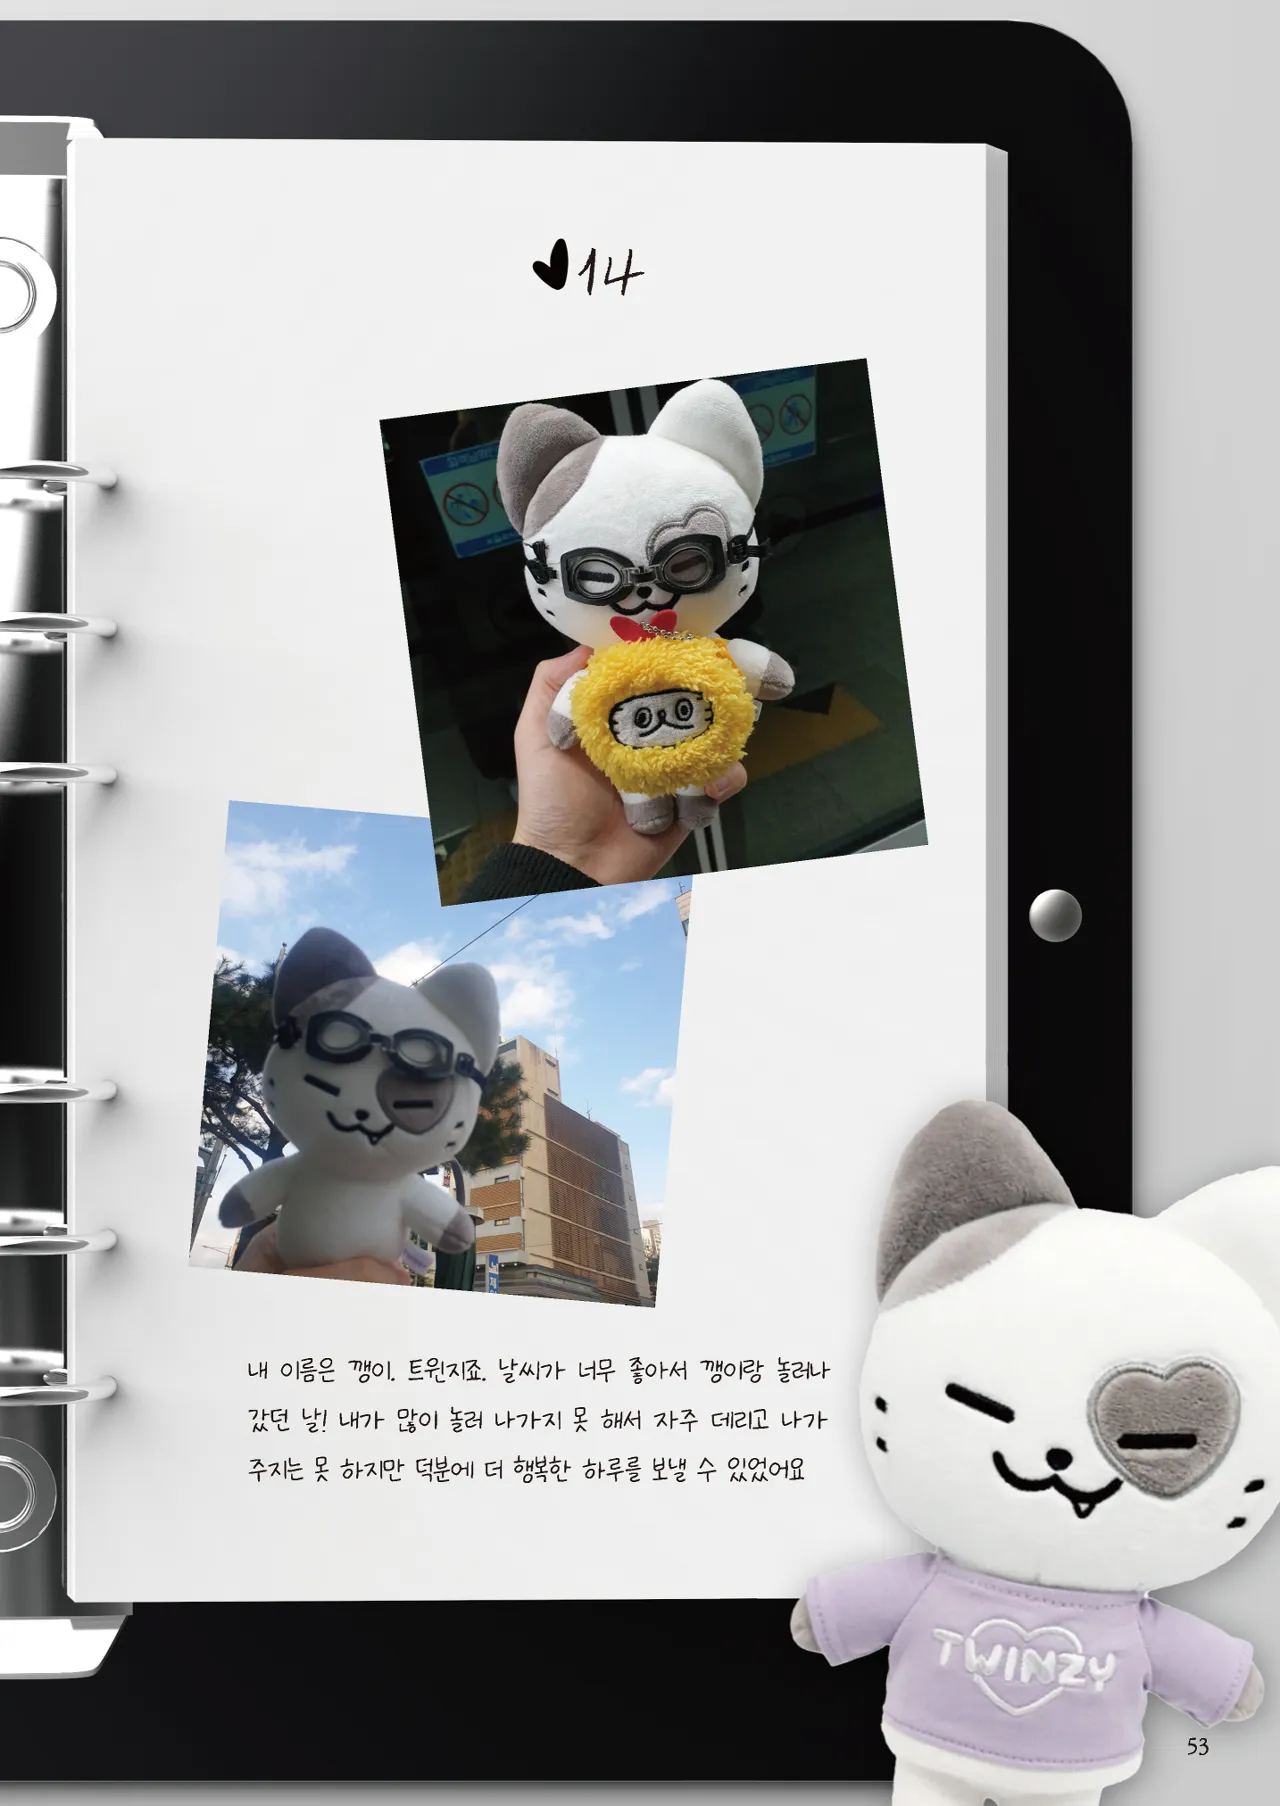 14
내 이름은 깽이. 트윈지죠. 날씨가 너무 좋아서 깽이랑 놀러나
갔던 날! 내가 많이 놀러 나가지 못 해서 자주 데리고 나가
주지는 못 하지만 덕분에 더 행복한 하루를 보낼 수 있었어요
TWINZY
53